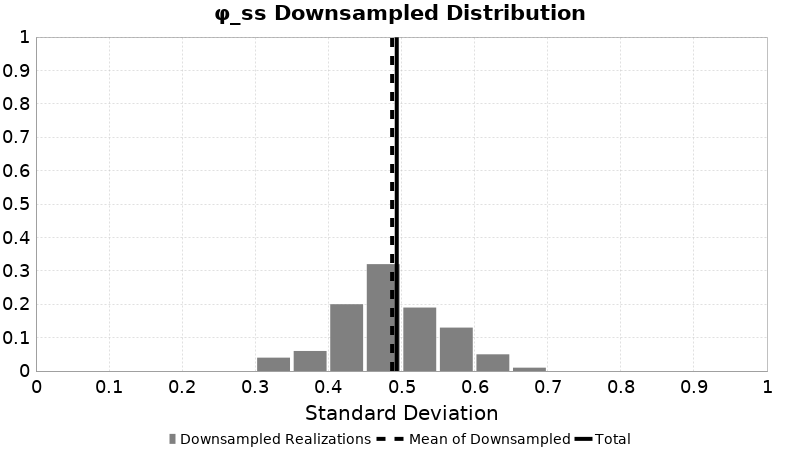 φ_ss Downsampled Distribution
1
0.9
0.8
0.7
0.6
0.5
0.4
0.3
0.2
0.1
0
0 0.1 0.2 0.3 0.4 0.5 0.6 0.7 0.8 0.9 1
Standard Deviation
Downsampled Realizations Mean of Downsampled Total